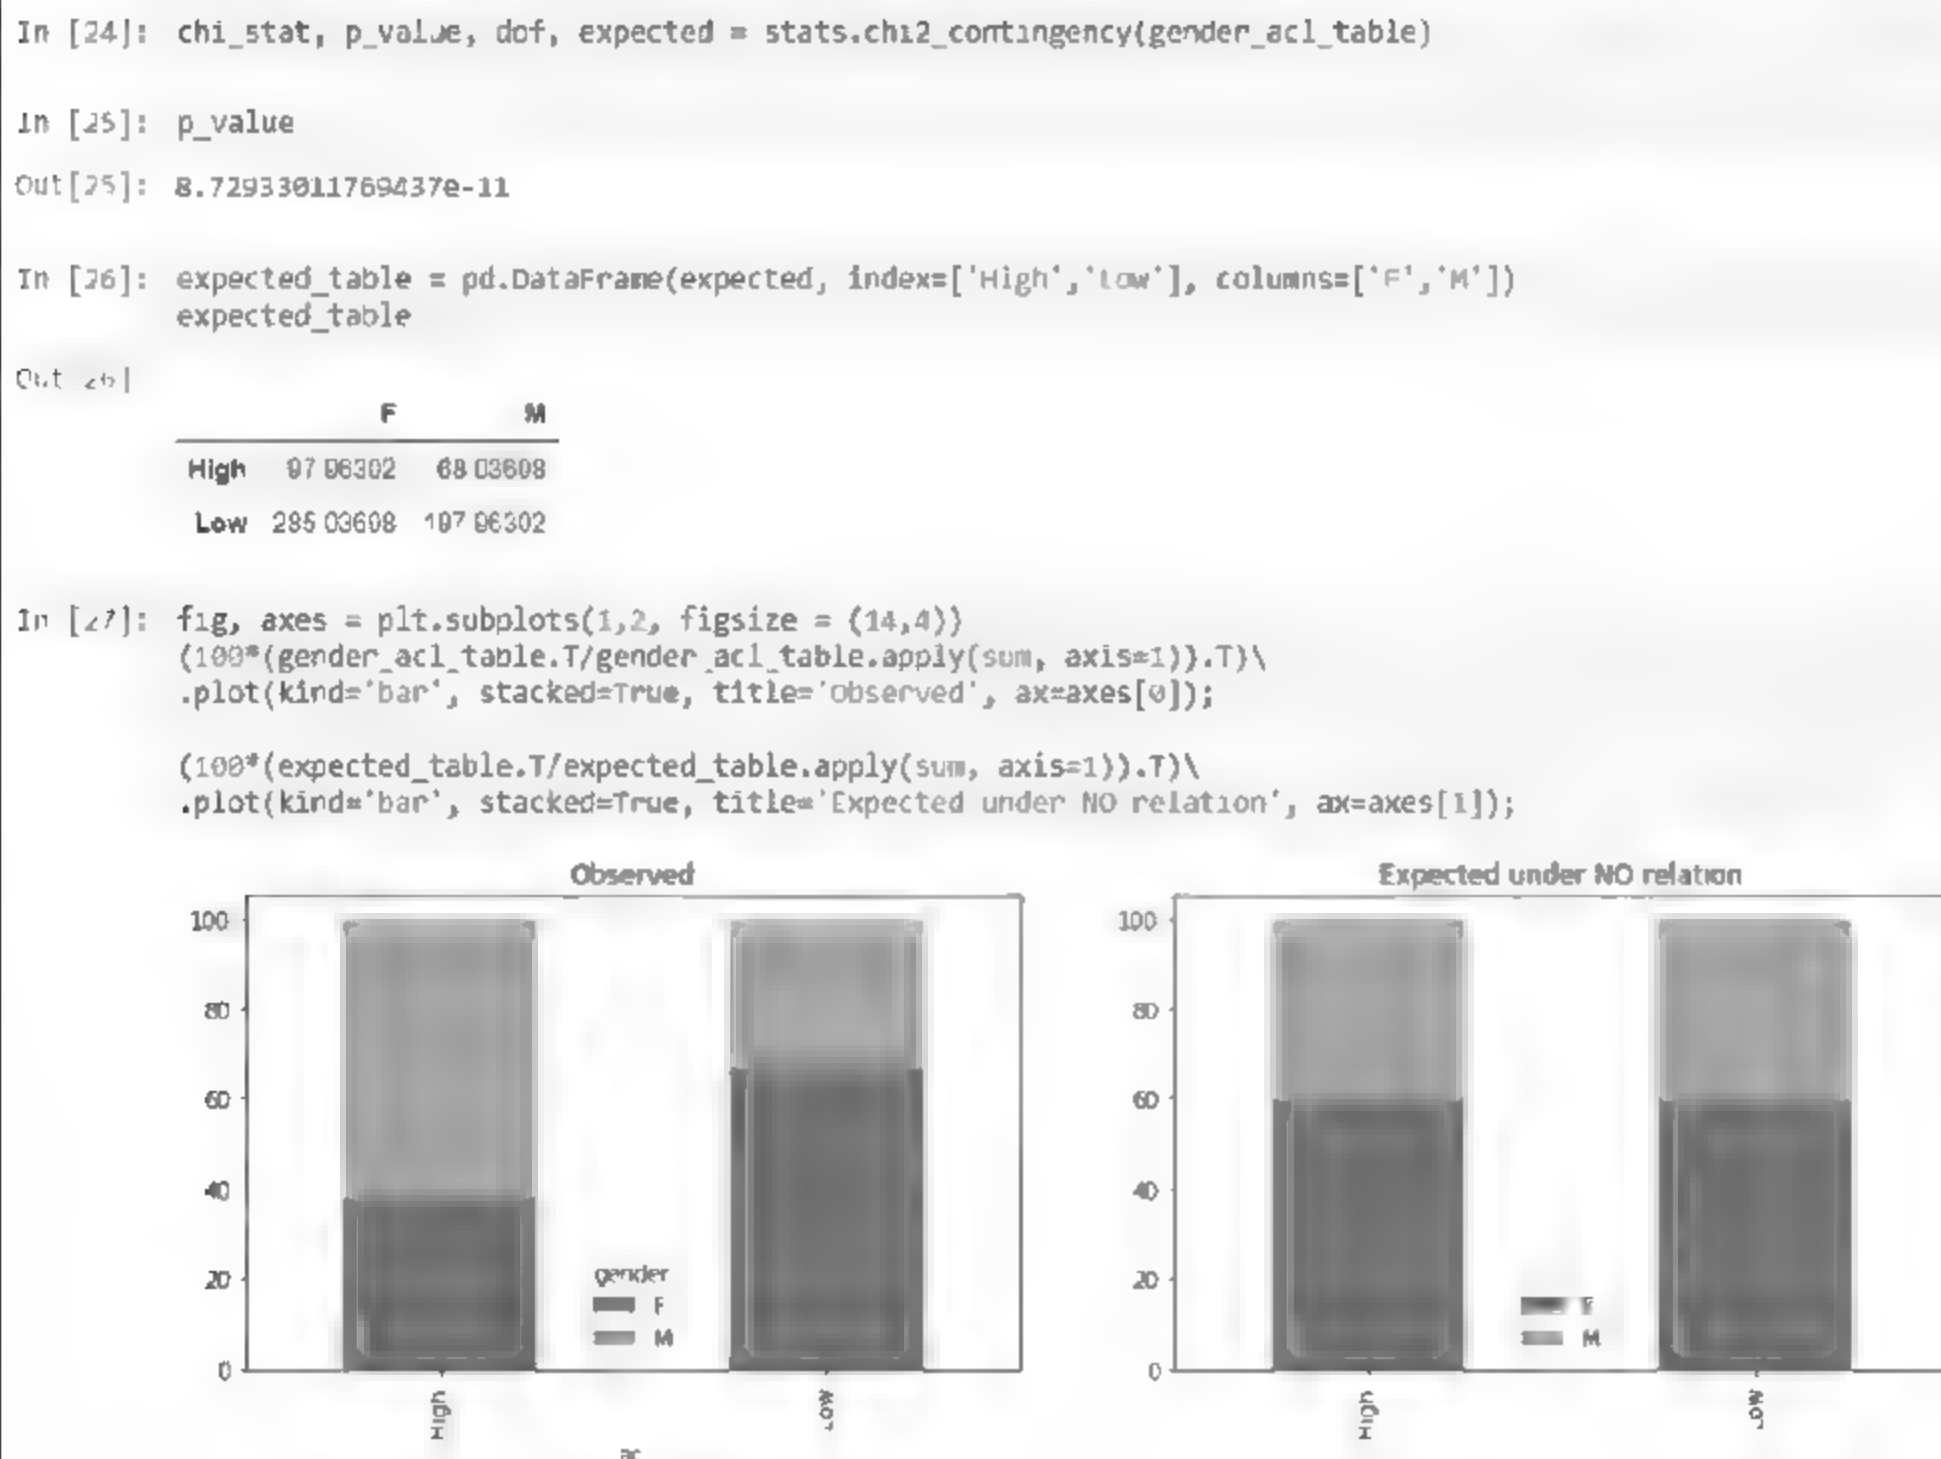 In [24]: chi_stat, p_value, dof, expected = stats.chi2_contingency(gender_acl_table)
In [25]: p_value
Out[25]: 8.72933011769437e-11
In [26]: expected_table = pd.DataFrame(expected, index=['High','Low'], columns=['F','M'])
expected_table
Out 26]
F M
High
Low
In [27]: fig, axes = plt.subplots(1,2, figsize = (14,4))
(100*(gender_acl_table.T/gender_acl_table.apply(sum, axis=1)).T)\
.plot(kind='bar', stacked=True, title='Observed', ax=axes[0]);
(100*(expected_table.T/expected_table.apply(sum, axis=1)).T)\
.plot(kind='bar', stacked=True, title='Expected under NO relation', ax=axes[1]);
Observed
100
80
60
40
20
0
gender
F
M
High
Low
Expected under NO relation
100
80
60
40
20
0
F
M
High
Low